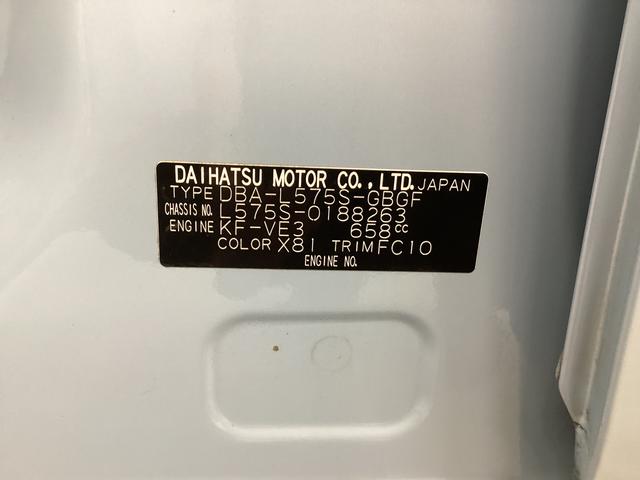 DAIHATSU MOTOR CO.,LTD. JAPAN
TYPE DBA-L575S-GBGF
CHASSIS NO. L575S-0188263
ENGINE KF-VE3 658cc
COLOR X81 TRIM FC10
ENGINE NO.